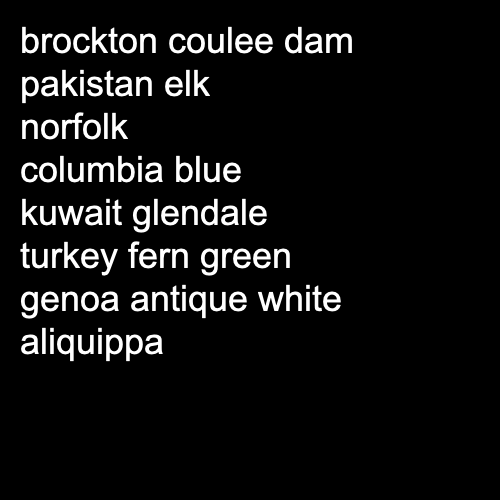 brockton coulee dam
pakistan elk
norfolk
columbia blue
kuwait glendale
turkey fern green
genoa antique white
aliquippa